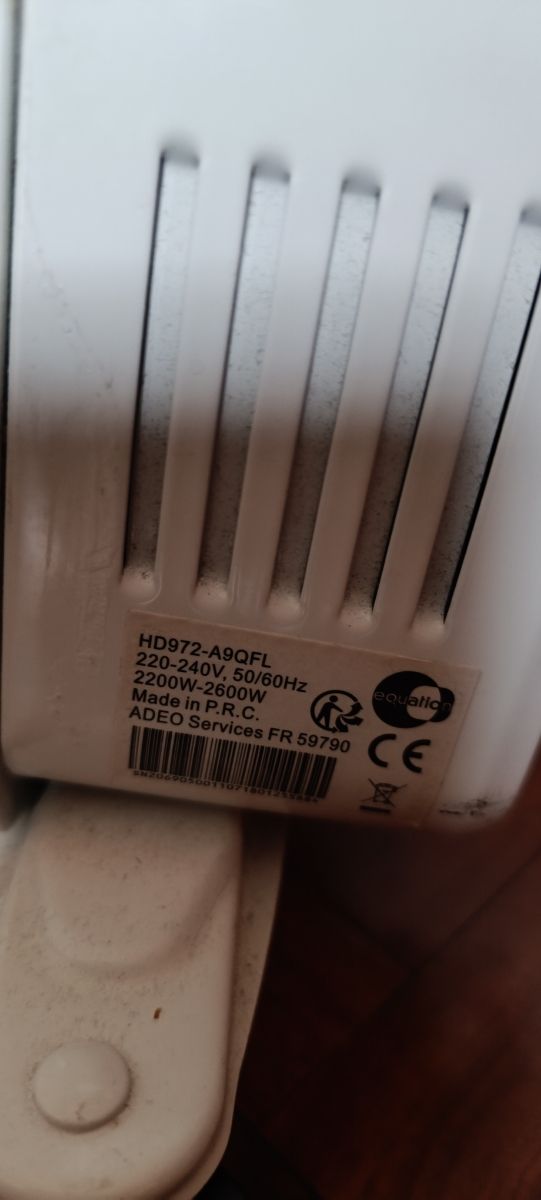 HD972-A9QFL
220-240V, 50/60Hz
2200W-2600W
Made in P.R.C.
ADEO Services FR 59790
equation
CE